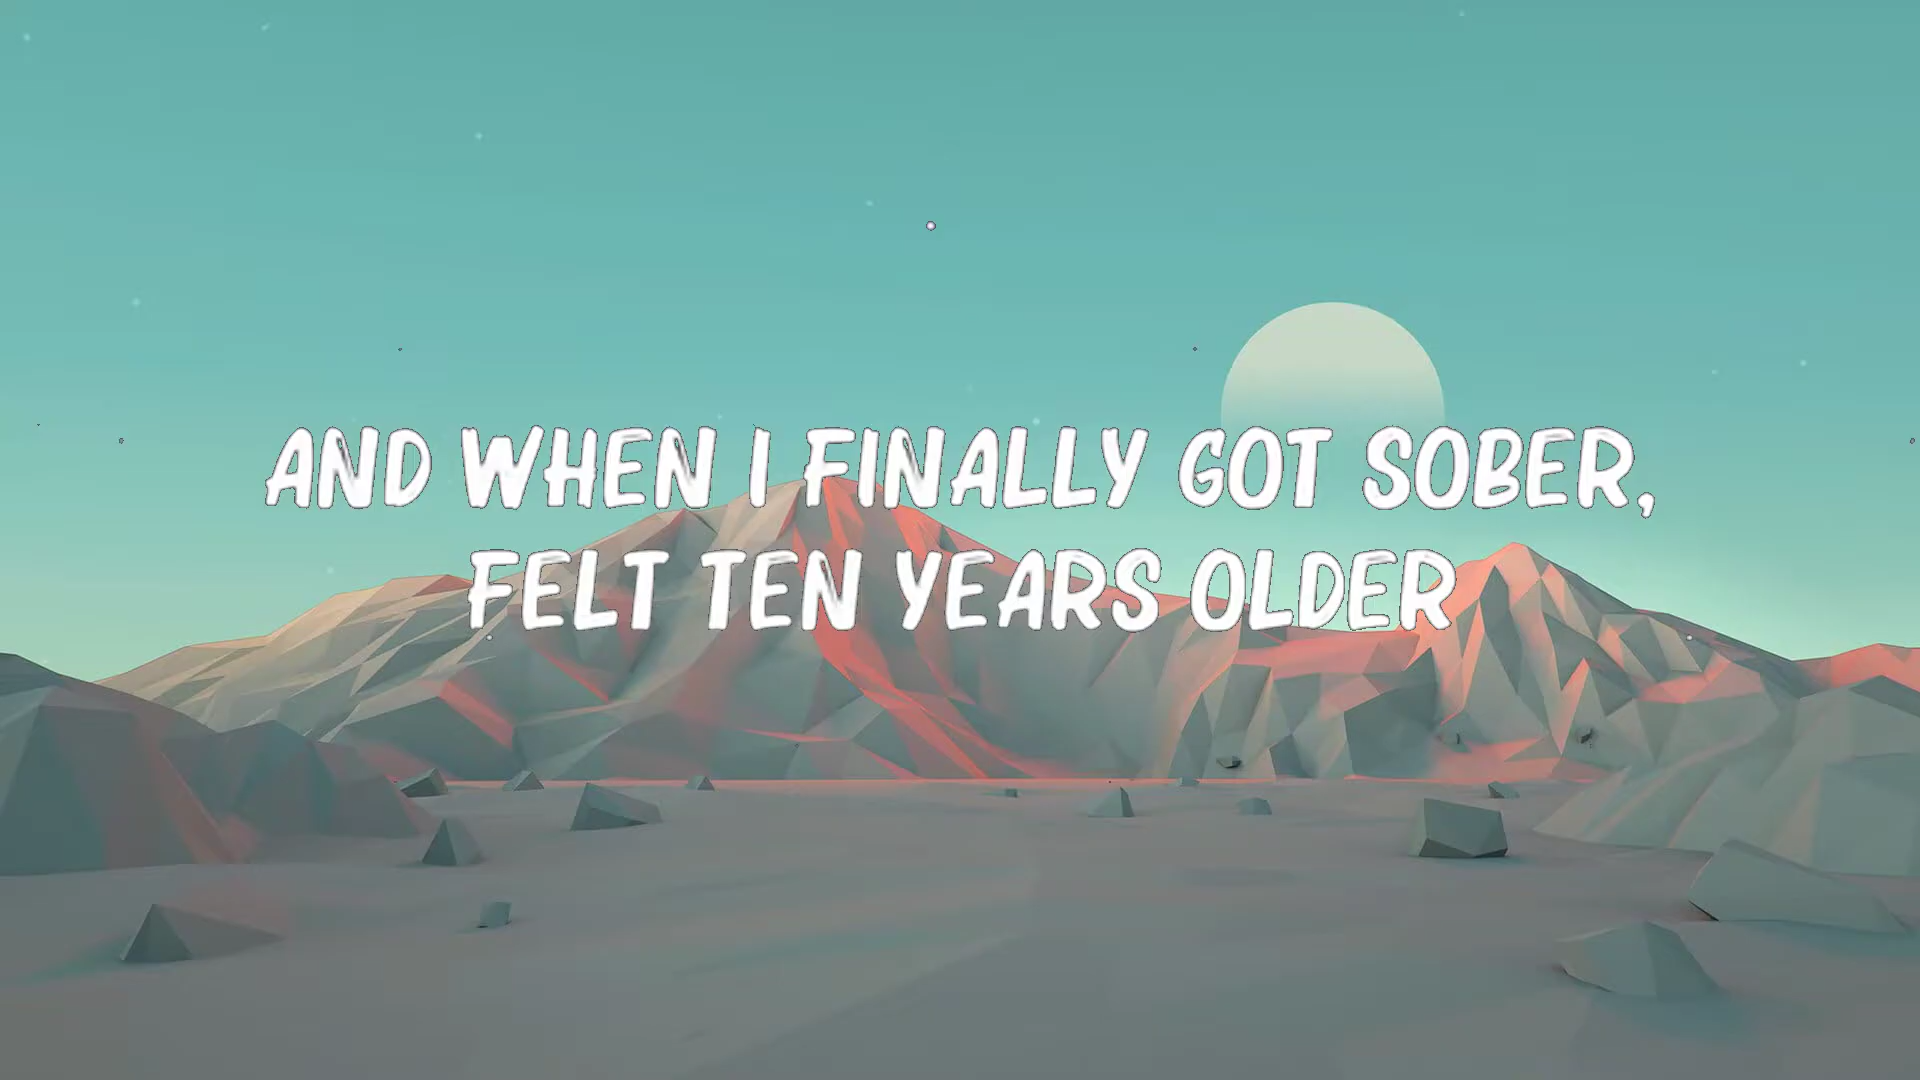 AND WHEN I FINALLY GOT SOBER,
FELT TEN YEARS OLDER